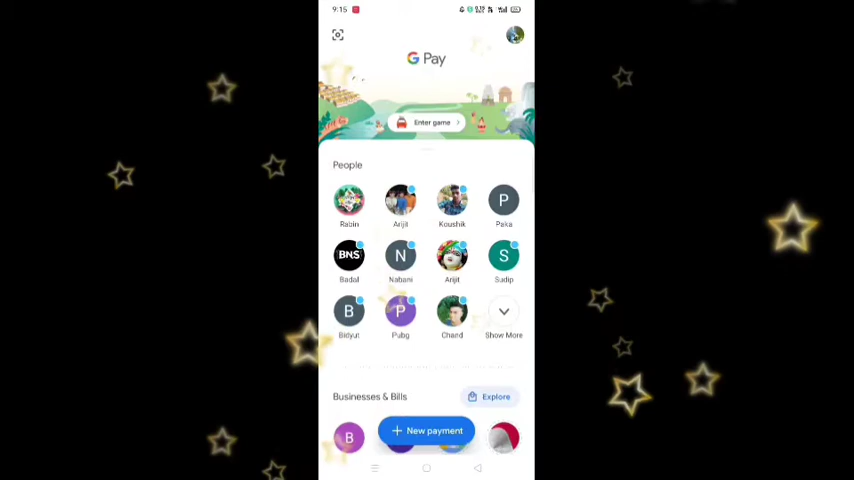 9:15
G Pay
Enter game
People
Rabin Arijit Koushik Paka
BNS N S
Badal Nabani Arijit Sudip
B P
Bidyut Pubg Chand Show More
Businesses & Bills Explore
B + New payment